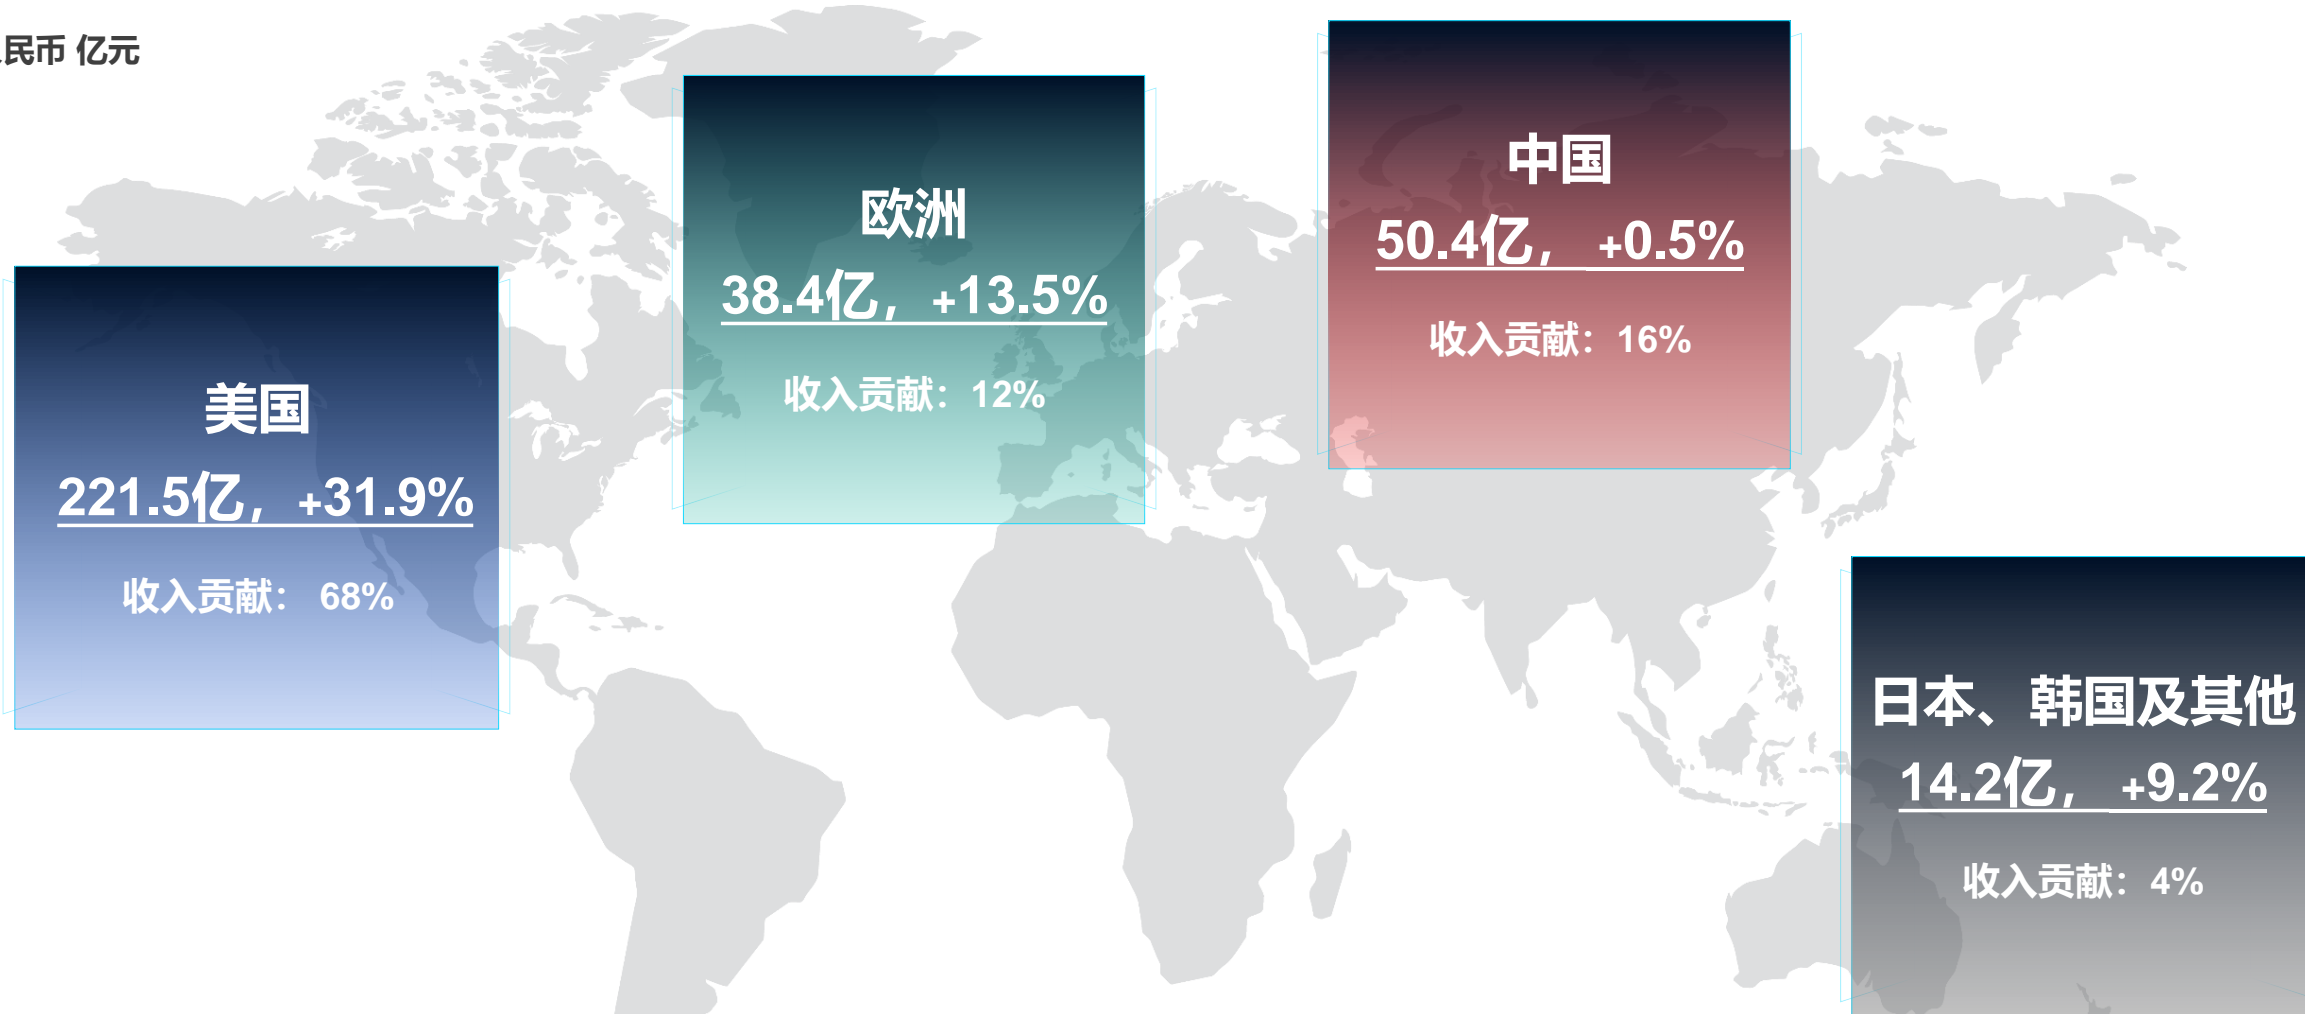 民币 亿元
美国
221.5亿，+31.9%
收入贡献： 68%
欧洲
38.4亿，+13.5%
收入贡献：12%
中国
50.4亿， +0.5%
收入贡献：16%
日本、韩国及其他
14.2亿， +9.2%
收入贡献：4%